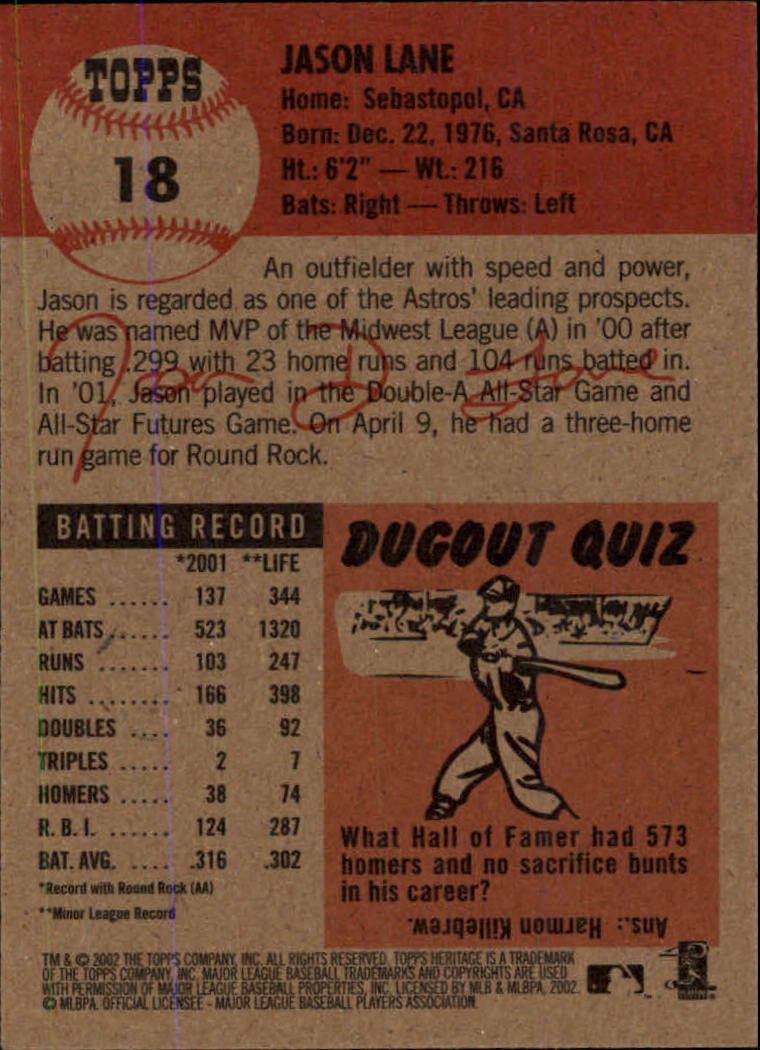 TOPPS
18
JASON LANE
Home: Sebastopol, CA
Born: Dec. 22, 1976, Santa Rosa, CA
Ht.: 6'2" — Wt.: 216
Bats: Right — Throws: Left
An outfielder with speed and power,
Jason is regarded as one of the Astros' leading prospects.
He was named MVP of the Midwest League (A) in '00 after
batting .299 with 23 home runs and 104 runs batted in.
In '01, Jason played in the Double-A All-Star Game and
All-Star Futures Game. On April 9, he had a three-home
run game for Round Rock.
Jason D Lane
BATTING RECORD
*2001 **LIFE
GAMES ...... 137 344
AT BATS ...... 523 1320
RUNS ....... 103 247
HITS ........ 166 398
DOUBLES .... 36 92
TRIPLES ..... 2 7
HOMERS ..... 38 74
R. B. I. ...... 124 287
BAT. AVG. .... .316 .302
*Record with Round Rock (AA)
**Minor League Record
DUGOUT QUIZ
What Hall of Famer had 573
homers and no sacrifice bunts
in his career?
Ans.: Harmon Killebrew.
TM & © 2002 THE TOPPS COMPANY, INC. ALL RIGHTS RESERVED. TOPPS HERITAGE IS A TRADEMARK
OF THE TOPPS COMPANY, INC. MAJOR LEAGUE BASEBALL TRADEMARKS AND COPYRIGHTS ARE USED
WITH PERMISSION OF MAJOR LEAGUE BASEBALL PROPERTIES, INC. LICENSED BY MLB & MLBPA, 2002.
© MLBPA. OFFICIAL LICENSEE - MAJOR LEAGUE BASEBALL PLAYERS ASSOCIATION.